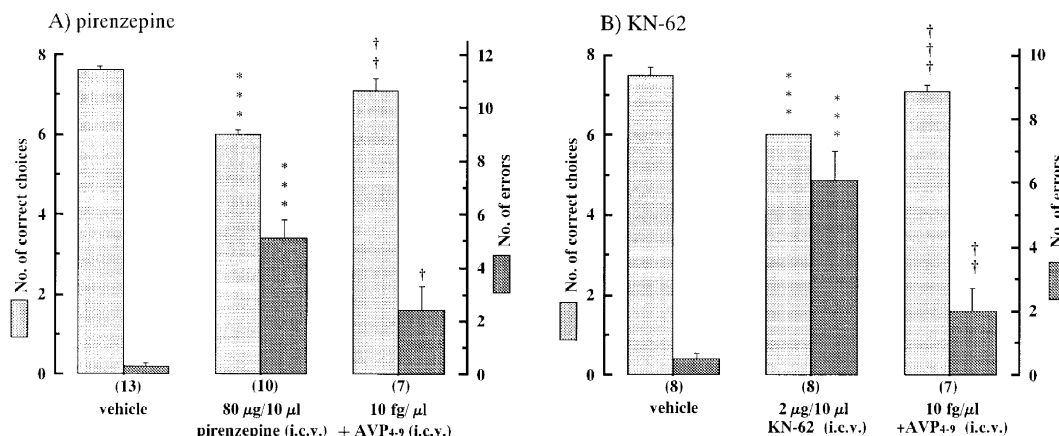 A) pirenzepine
No. of correct choices
8
6
4
2
0
* * *
* * *
† †
†
12
10
8
6
4
2
0
No. of errors
(13) (10) (7)
vehicle 80 μg/10 μl 10 fg/ μl
pirenzepine (i.c.v.) + AVP4-9 (i.c.v.)
B) KN-62
No. of correct choices
8
6
4
2
0
* * *
* * *
† † †
† †
10
8
6
4
2
0
No. of errors
(8) (8) (7)
vehicle 2 μg/10 μl 10 fg/μl
KN-62 (i.c.v.) +AVP4-9 (i.c.v.)